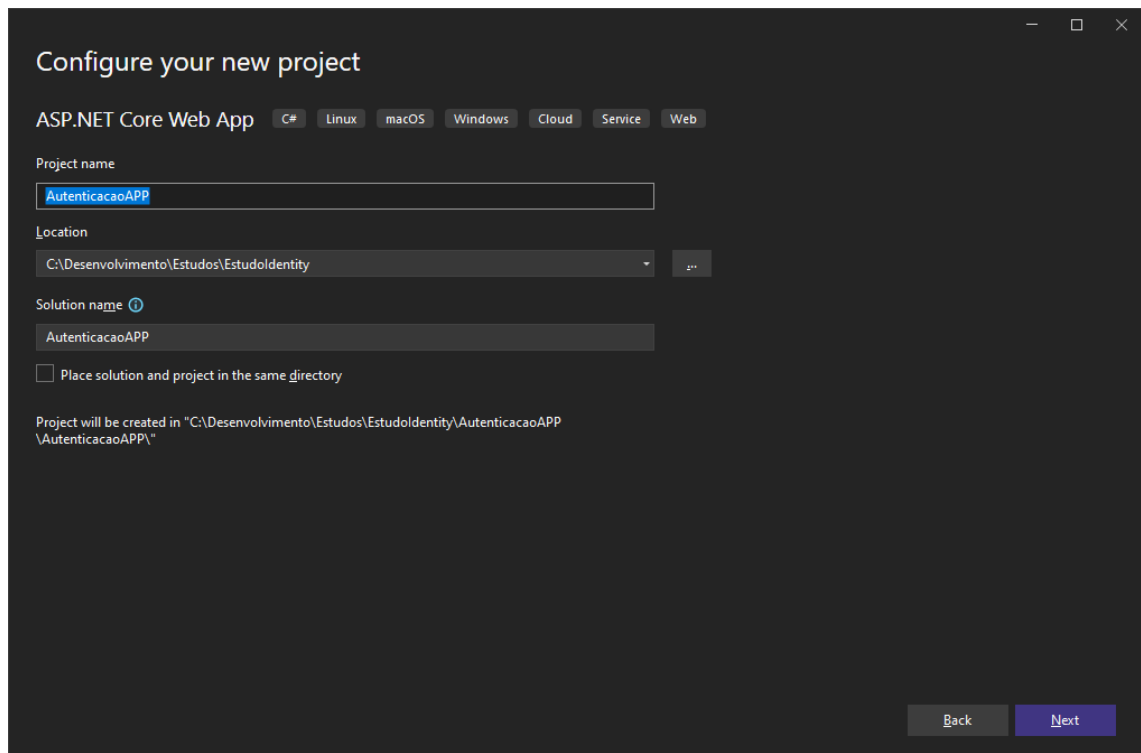 Configure your new project
ASP.NET Core Web App C# Linux macOS Windows Cloud Service Web
Project name
AutenticacaoAPP
Location
C:\Desenvolvimento\Estudos\EstudoIdentity
...
Solution name
AutenticacaoAPP
Place solution and project in the same directory
Project will be created in "C:\Desenvolvimento\Estudos\EstudoIdentity\AutenticacaoAPP
\AutenticacaoAPP\"
Back Next